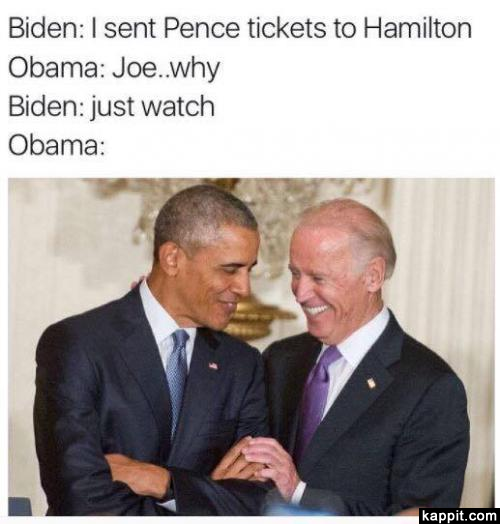 Biden: I sent Pence tickets to Hamilton
Obama: Joe..why
Biden: just watch
Obama:
kappit.com